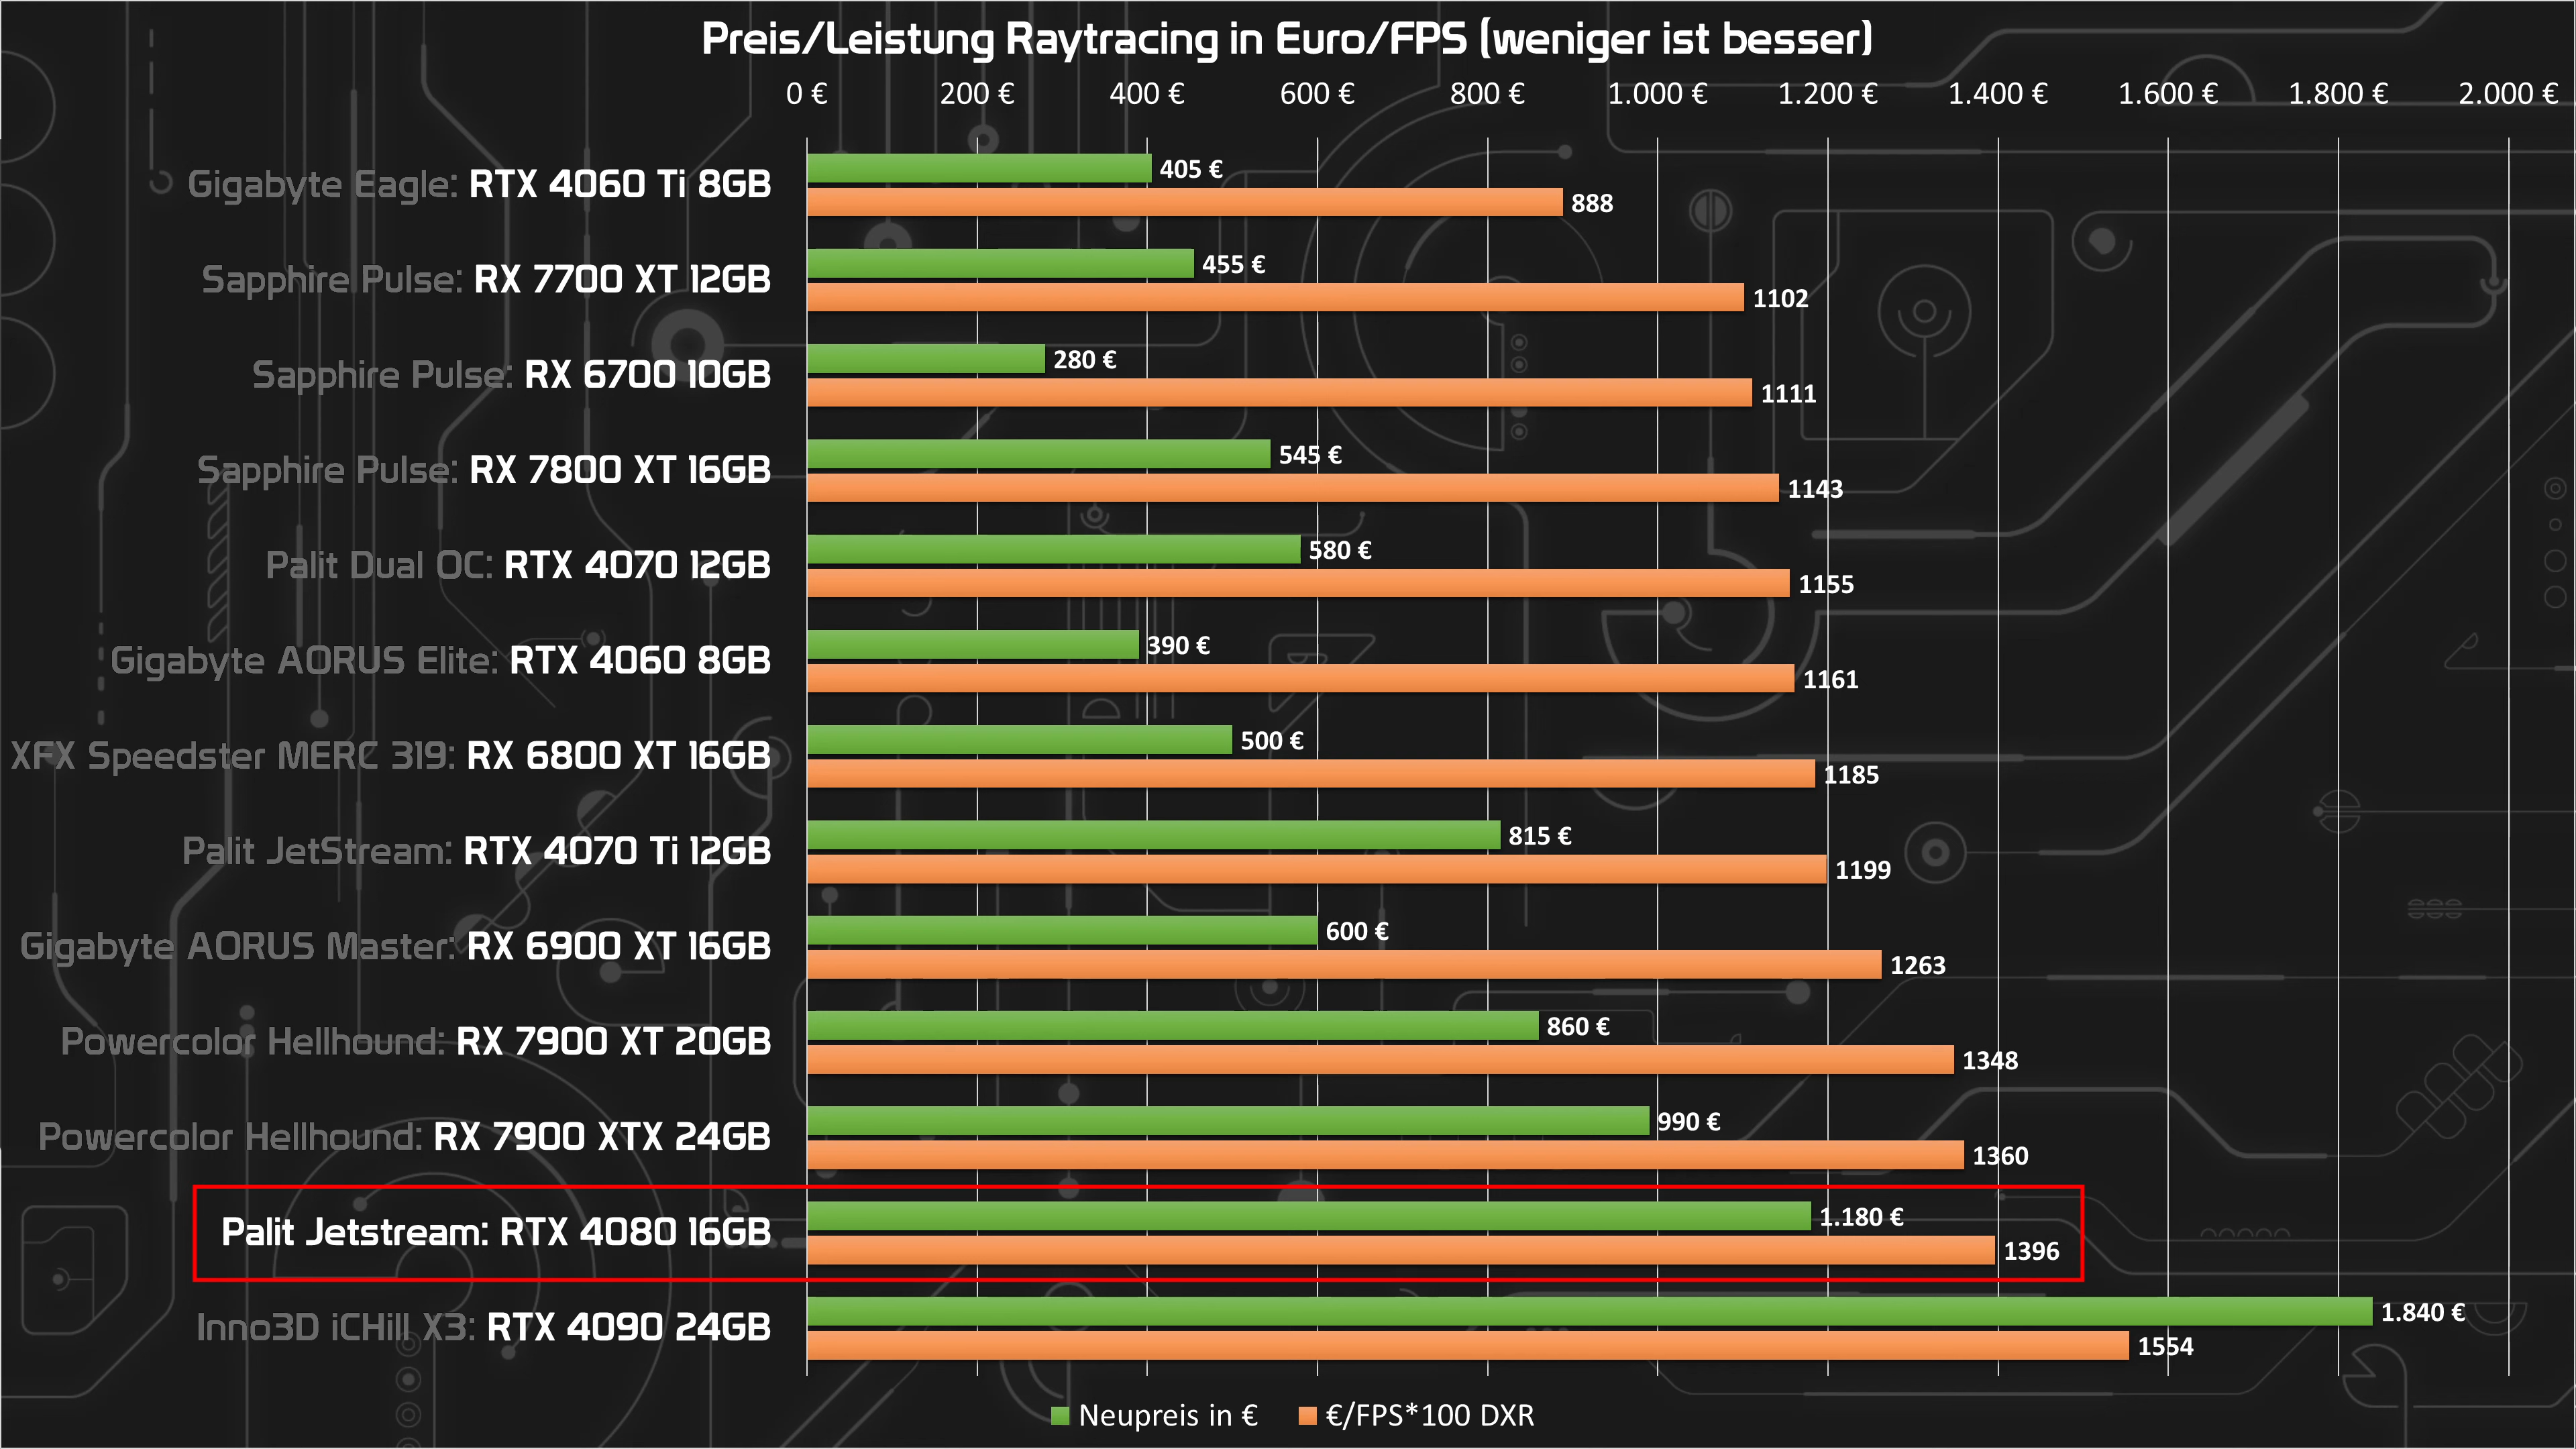 Preis/Leistung Raytracing in Euro/FPS (weniger ist besser)
0 € 200 € 400 € 600 € 800 € 1.000 € 1.200 € 1.400 € 1.600 € 1.800 € 2.000 €
405 €
Gigabyte Eagle: RTX 4060 Ti 8GB
888
455 €
Sapphire Pulse: RX 7700 XT 12GB
1102
280 €
Sapphire Pulse: RX 6700 10GB
1111
545 €
Sapphire Pulse: RX 7800 XT 16GB
1143
580 €
Palit Dual OC: RTX 4070 12GB
1155
390 €
Gigabyte AORUS Elite: RTX 4060 8GB
1161
500 €
XFX Speedster MERC 319: RX 6800 XT 16GB
1185
815 €
Palit JetStream: RTX 4070 Ti 12GB
1199
600 €
Gigabyte AORUS Master: RX 6900 XT 16GB
1263
860 €
Powercolor Hellhound: RX 7900 XT 20GB
1348
990 €
Powercolor Hellhound: RX 7900 XTX 24GB
1360
1.180 €
Palit Jetstream: RTX 4080 16GB
1396
1.840 €
Inno3D iCHill X3: RTX 4090 24GB
1554
Neupreis in € €/FPS*100 DXR